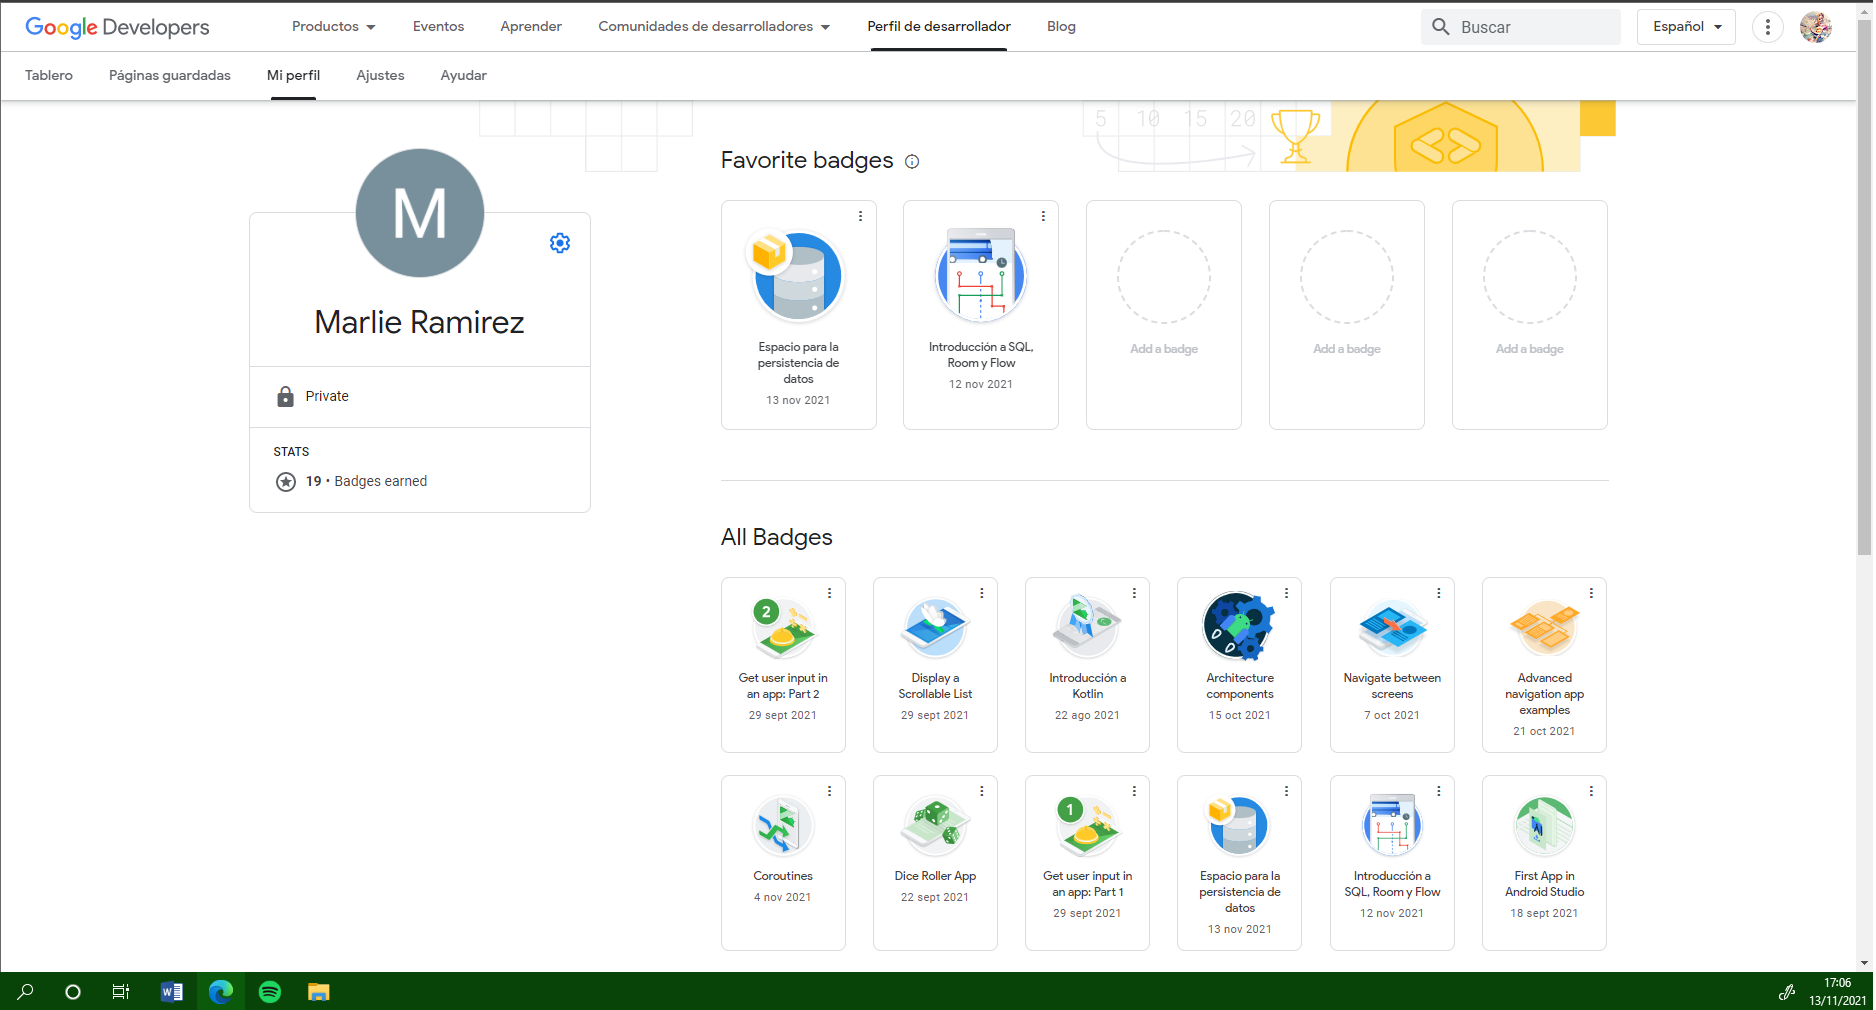 Google Developers
Productos
Eventos
Aprender
Comunidades de desarrolladores
Perfil de desarrollador
Blog
Buscar
Español
Tablero
Páginas guardadas
Mi perfil
Ajustes
Ayudar
5 10 15 20
M
Marlie Ramirez
Private
STATS
19 • Badges earned
Favorite badges
Espacio para la
persistencia de
datos
13 nov 2021
Introducción a SQL,
Room y Flow
12 nov 2021
Add a badge
Add a badge
Add a badge
All Badges
2
Get user input in
an app: Part 2
29 sept 2021
Display a
Scrollable List
29 sept 2021
Introducción a
Kotlin
22 ago 2021
Architecture
components
15 oct 2021
Navigate between
screens
7 oct 2021
Advanced
navigation app
examples
21 oct 2021
Coroutines
4 nov 2021
Dice Roller App
22 sept 2021
1
Get user input in
an app: Part 1
29 sept 2021
Espacio para la
persistencia de
datos
13 nov 2021
Introducción a
SQL, Room y Flow
12 nov 2021
First App in
Android Studio
18 sept 2021
W
17:06
13/11/2021